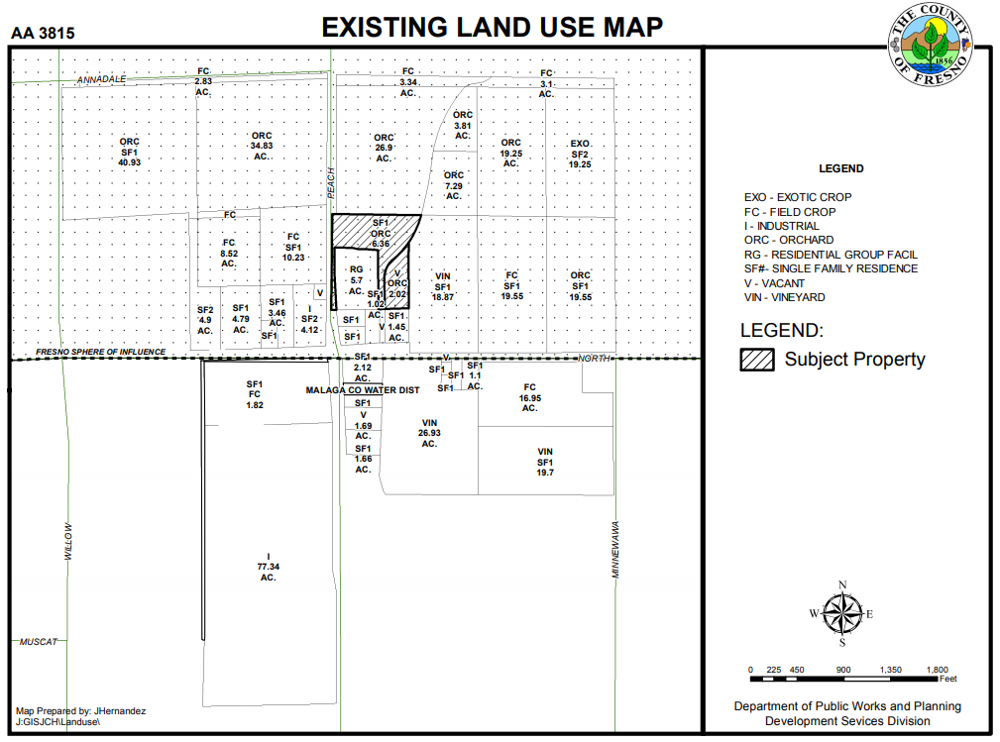 AA 3815
EXISTING LAND USE MAP
THE COUNTY
OF FRESNO
1856
ANNADALE
FC
2.83
AC.
FC
3.34
AC.
FC
3.1
AC.
ORC
SF1
40.93
ORC
34.83
AC.
ORC
26.9
AC.
ORC
3.81
AC.
ORC
19.25
AC.
EXO
SF2
19.25
ORC
7.29
AC.
PEACH
FC
FC
8.52
AC.
FC
SF1
10.23
SF1
ORC
6.36
RG
5.7
AC.
V
ORC
2.02
SF1
1.02
AC.
VIN
SF1
18.87
FC
SF1
19.55
ORC
SF1
19.55
SF2
4.9
AC.
SF1
4.79
AC.
SF1
3.46
AC.
SF1
V
I
SF2
4.12
SF1
SF1
V
SF1
1.45
AC.
FRESNO SPHERE OF INFLUENCE
NORTH
SF1
2.12
AC.
MALAGA CO WATER DIST
SF1
FC
1.82
SF1
V
1.69
AC.
SF1
1.66
AC.
V
SF1
SF1
SF1
SF1
1.1
AC.
FC
16.95
AC.
VIN
26.93
AC.
VIN
SF1
19.7
I
77.34
AC.
WILLOW
MINNEWAWA
MUSCAT
Map Prepared by: JHernandez
J:GISJCH\Landuse\
LEGEND
EXO - EXOTIC CROP
FC - FIELD CROP
I - INDUSTRIAL
ORC - ORCHARD
RG - RESIDENTIAL GROUP FACIL
SF#- SINGLE FAMILY RESIDENCE
V - VACANT
VIN - VINEYARD
LEGEND:
Subject Property
N
W
E
S
0 225 450 900 1,350 1,800
Feet
Department of Public Works and Planning
Development Sevices Division